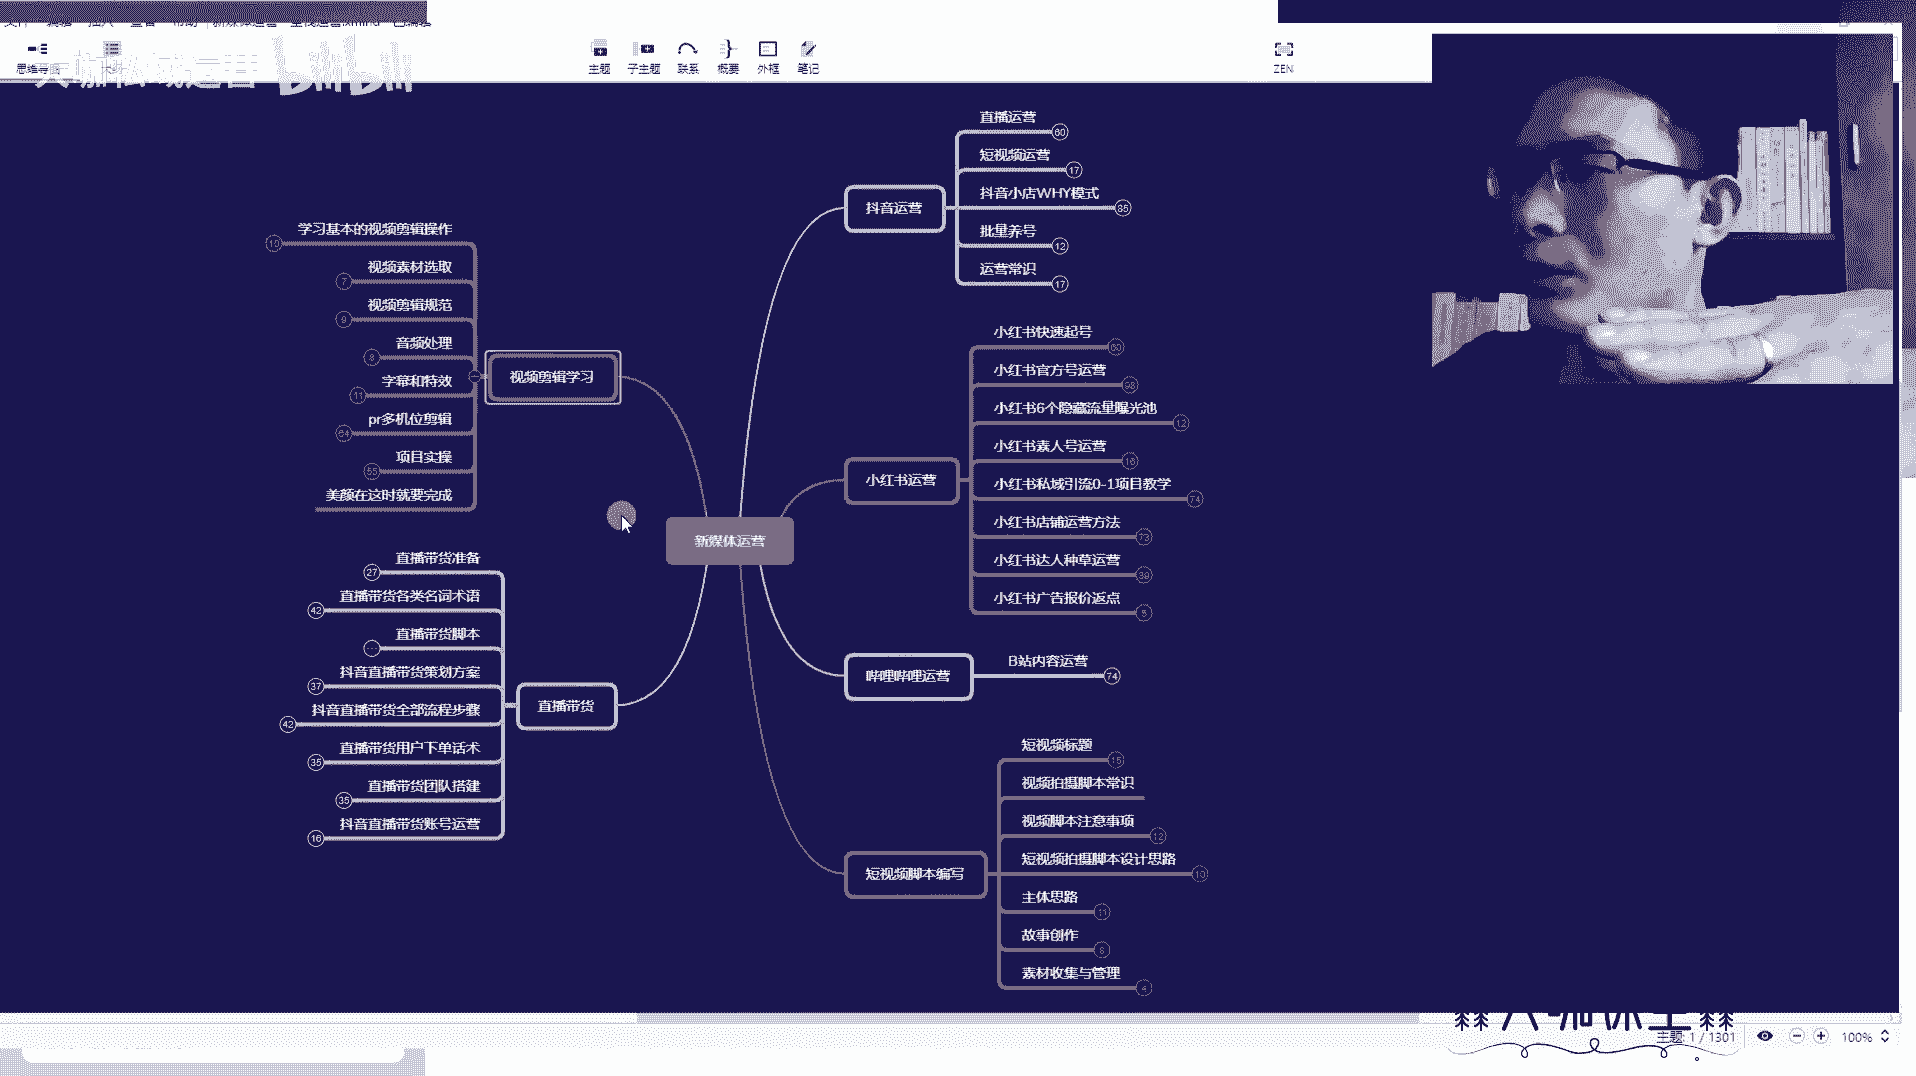 主题
子主题
联系
概要
外框
笔记
ZEN
bilibili
直播运营
60
短视频运营
17
抖音小店WHY模式
85
批量养号
12
运营常识
17
抖音运营
小红书快速起号
60
小红书官方号运营
98
小红书6个隐藏流量曝光池
12
小红书素人号运营
16
小红书私域引流0-1项目教学
74
小红书店铺运营方法
73
小红书达人种草运营
39
小红书广告报价返点
5
小红书运营
哔哩哔哩运营
B站内容运营
74
短视频标题
15
视频拍摄脚本常识
视频脚本注意事项
12
短视频拍摄脚本设计思路
10
主体思路
11
故事创作
8
素材收集与管理
4
短视频脚本编写
新媒体运营
学习基本的视频剪辑操作
10
视频素材选取
7
视频剪辑规范
9
音频处理
8
字幕和特效
11
pr多机位剪辑
64
项目实操
55
美颜在这时就要完成
视频剪辑学习
直播带货准备
27
直播带货各类名词术语
42
直播带货脚本
抖音直播带货策划方案
37
抖音直播带货全部流程步骤
42
直播带货用户下单话术
35
直播带货团队搭建
35
抖音直播带货账号运营
16
直播带货
主题: 1 / 1301
100%